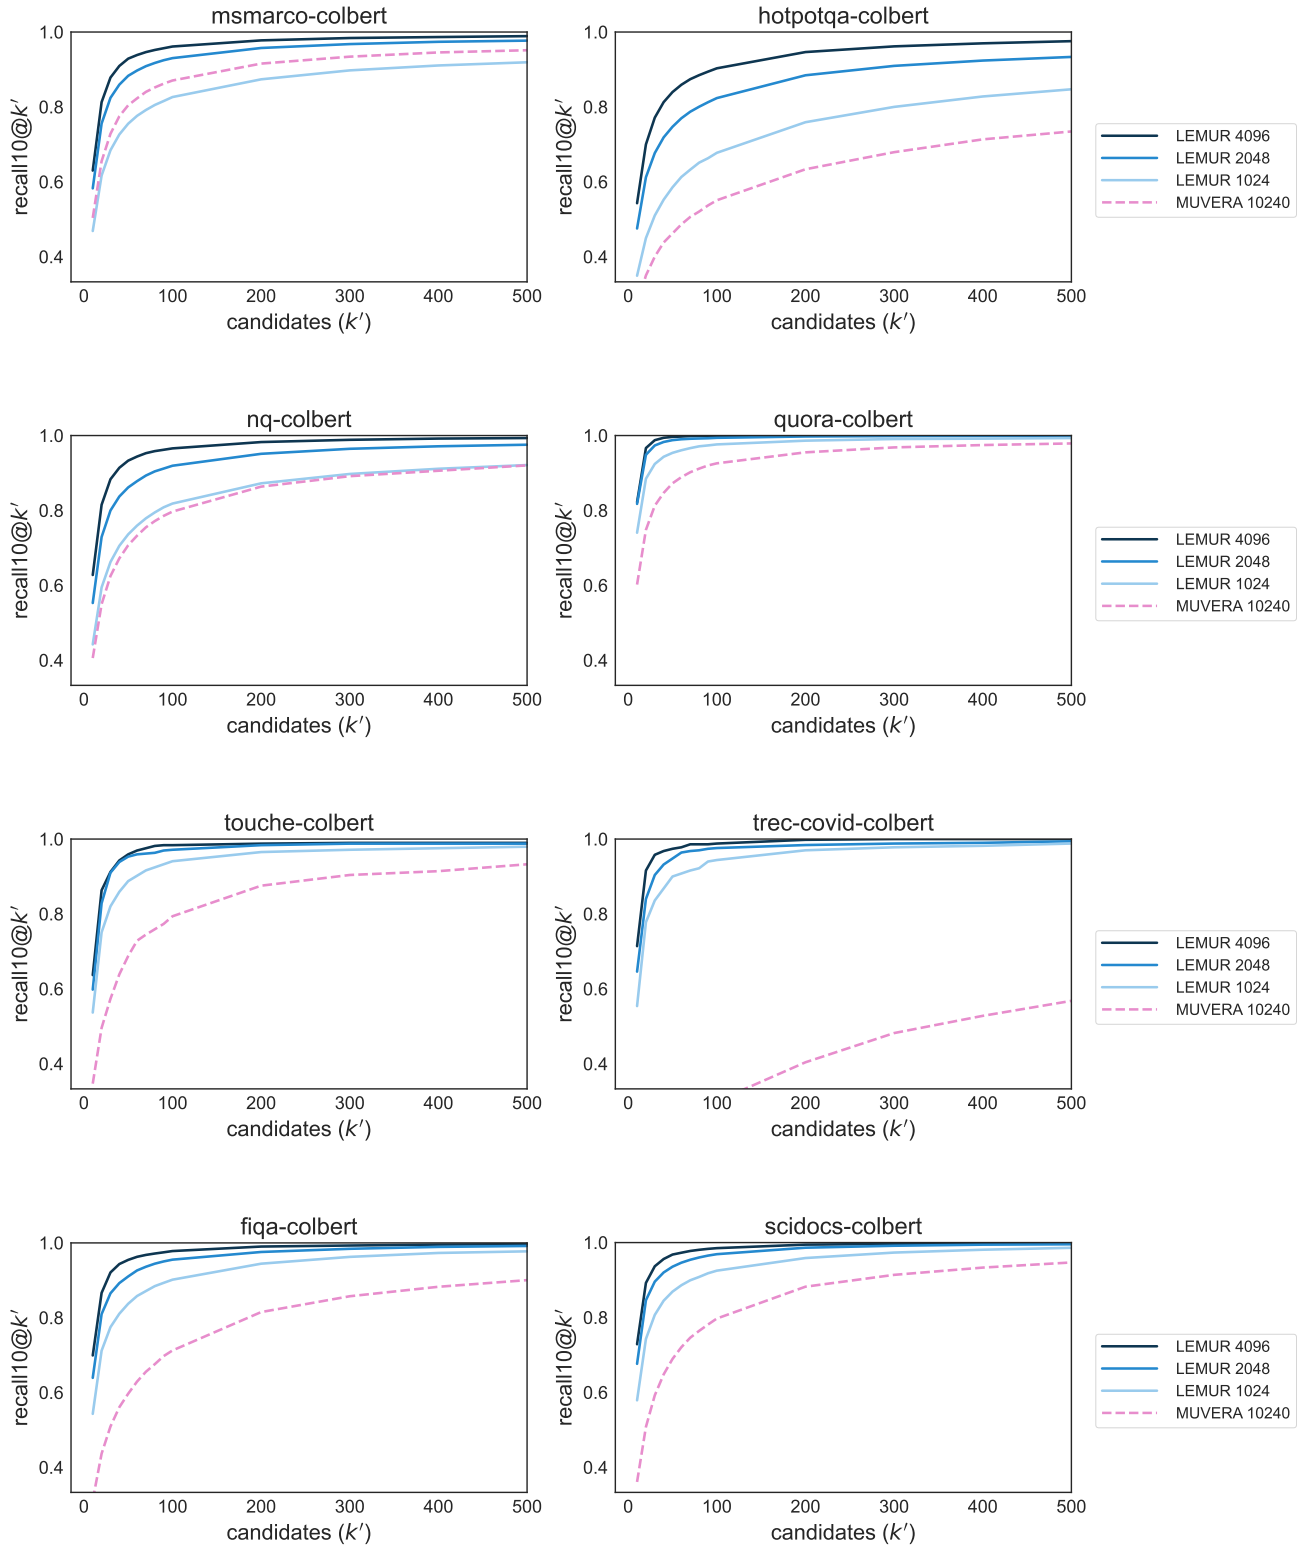 msmarco-colbert
1.0
0.8
0.6
0.4
recall10@k′
0 100 200 300 400 500
candidates (k′)
hotpotqa-colbert
1.0
0.8
0.6
0.4
recall10@k′
0 100 200 300 400 500
candidates (k′)
LEMUR 4096
LEMUR 2048
LEMUR 1024
MUVERA 10240
nq-colbert
1.0
0.8
0.6
0.4
recall10@k′
0 100 200 300 400 500
candidates (k′)
quora-colbert
1.0
0.8
0.6
0.4
recall10@k′
0 100 200 300 400 500
candidates (k′)
LEMUR 4096
LEMUR 2048
LEMUR 1024
MUVERA 10240
touche-colbert
1.0
0.8
0.6
0.4
recall10@k′
0 100 200 300 400 500
candidates (k′)
trec-covid-colbert
1.0
0.8
0.6
0.4
recall10@k′
0 100 200 300 400 500
candidates (k′)
LEMUR 4096
LEMUR 2048
LEMUR 1024
MUVERA 10240
fiqa-colbert
1.0
0.8
0.6
0.4
recall10@k′
0 100 200 300 400 500
candidates (k′)
scidocs-colbert
1.0
0.8
0.6
0.4
recall10@k′
0 100 200 300 400 500
candidates (k′)
LEMUR 4096
LEMUR 2048
LEMUR 1024
MUVERA 10240